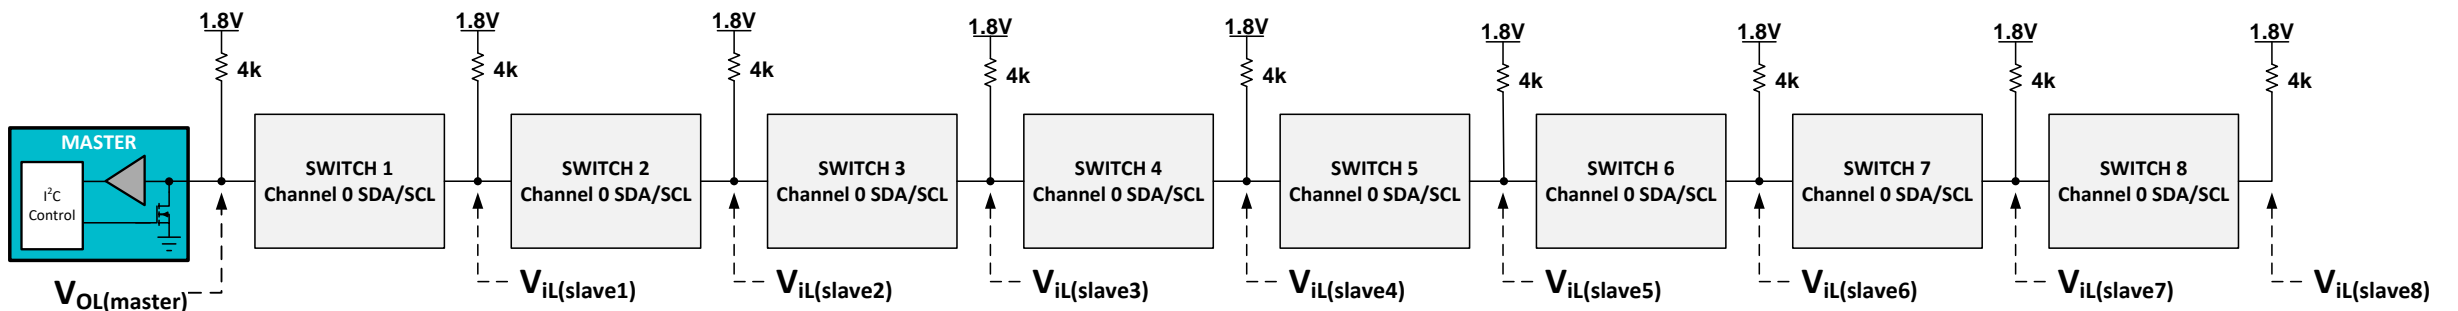 1.8V
1.8V
1.8V
1.8V
1.8V
1.8V
1.8V
1.8V
1.8V
4k
4k
4k
4k
4k
4k
4k
4k
4k
MASTER
I²C
Control
SWITCH 1
Channel 0 SDA/SCL
SWITCH 2
Channel 0 SDA/SCL
SWITCH 3
Channel 0 SDA/SCL
SWITCH 4
Channel 0 SDA/SCL
SWITCH 5
Channel 0 SDA/SCL
SWITCH 6
Channel 0 SDA/SCL
SWITCH 7
Channel 0 SDA/SCL
SWITCH 8
Channel 0 SDA/SCL
VOL(master)
ViL(slave1)
ViL(slave2)
ViL(slave3)
ViL(slave4)
ViL(slave5)
ViL(slave6)
ViL(slave7)
ViL(slave8)